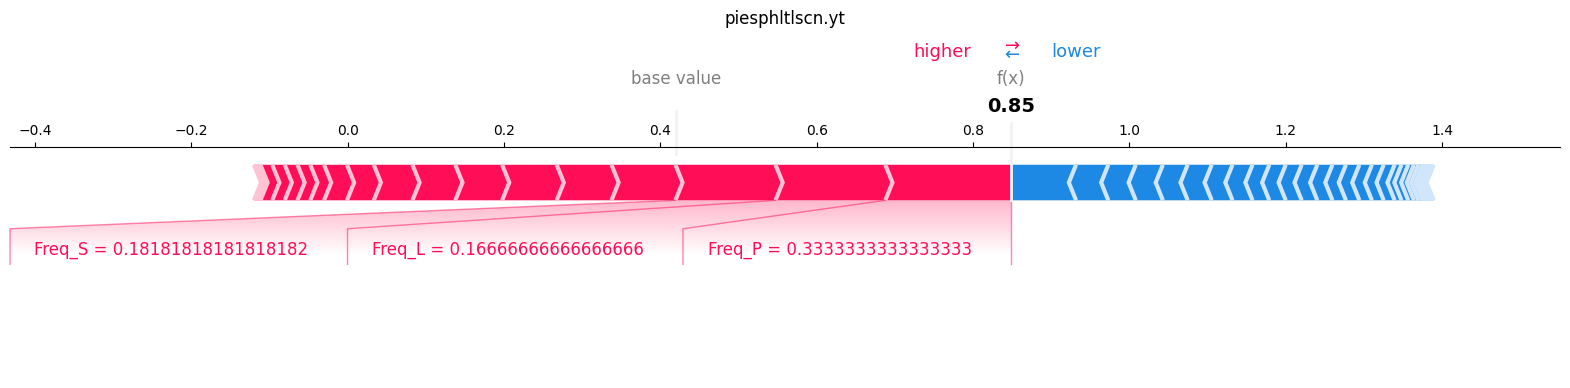 piesphltlscn.yt
higher → ← lower
base value f(x)
0.85
−0.4 −0.2 0.0 0.2 0.4 0.6 0.8 1.0 1.2 1.4
Freq_S = 0.18181818181818182 Freq_L = 0.16666666666666666 Freq_P = 0.3333333333333333